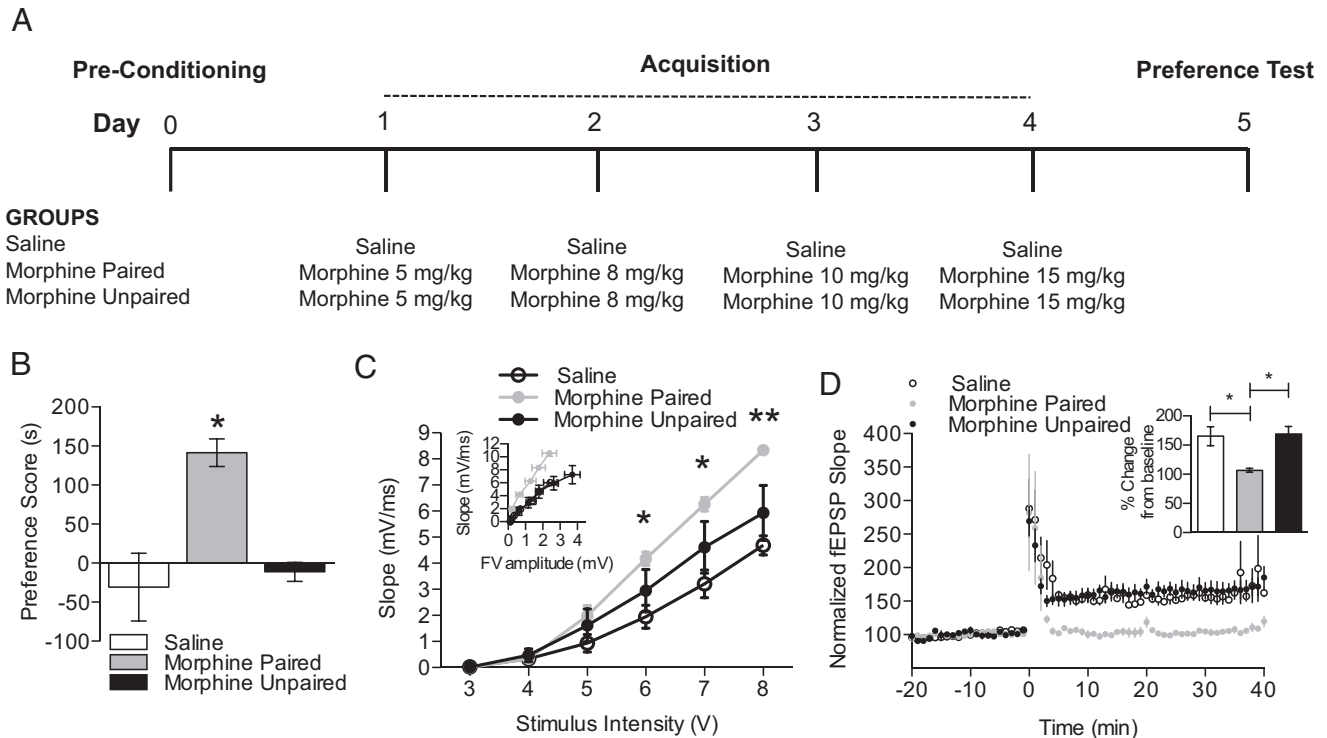 A
Pre-Conditioning Acquisition Preference Test
Day 0 1 2 3 4 5
GROUPS
Saline Saline Saline Saline Saline
Morphine Paired Morphine 5 mg/kg Morphine 8 mg/kg Morphine 10 mg/kg Morphine 15 mg/kg
Morphine Unpaired Morphine 5 mg/kg Morphine 8 mg/kg Morphine 10 mg/kg Morphine 15 mg/kg
B
Preference Score (s)
200
150
100
50
0
-50
-100
*
Saline
Morphine Paired
Morphine Unpaired
C
Saline
Morphine Paired
Morphine Unpaired
* * **
Slope (mV/ms)
9
8
7
6
5
4
3
2
1
0
3 4 5 6 7 8
Stimulus Intensity (V)
Slope (mV/ms)
12
10
8
6
4
2
0
0 1 2 3 4
FV amplitude (mV)
D
Saline
Morphine Paired
Morphine Unpaired
Normalized fEPSP Slope
400
350
300
250
200
150
100
-20 -10 0 10 20 30 40
Time (min)
% Change
from baseline
200
150
100
50
0
* *